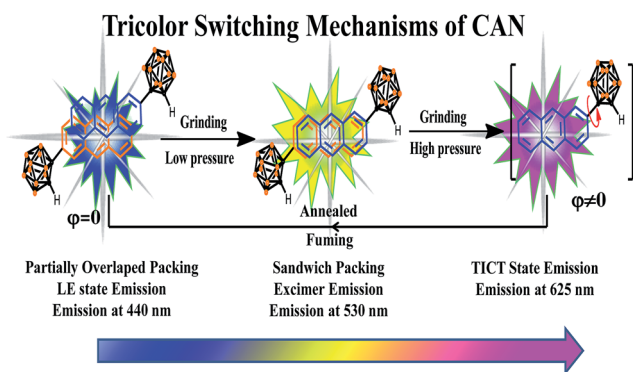 Tricolor Switching Mechanisms of CAN
H
Grinding
Low pressure
H
φ=0
Grinding
High pressure
H
H
H
φ≠0
Annealed
Fuming
Partially Overlaped Packing
LE state Emission
Emission at 440 nm
Sandwich Packing
Excimer Emission
Emission at 530 nm
TICT State Emission
Emission at 625 nm